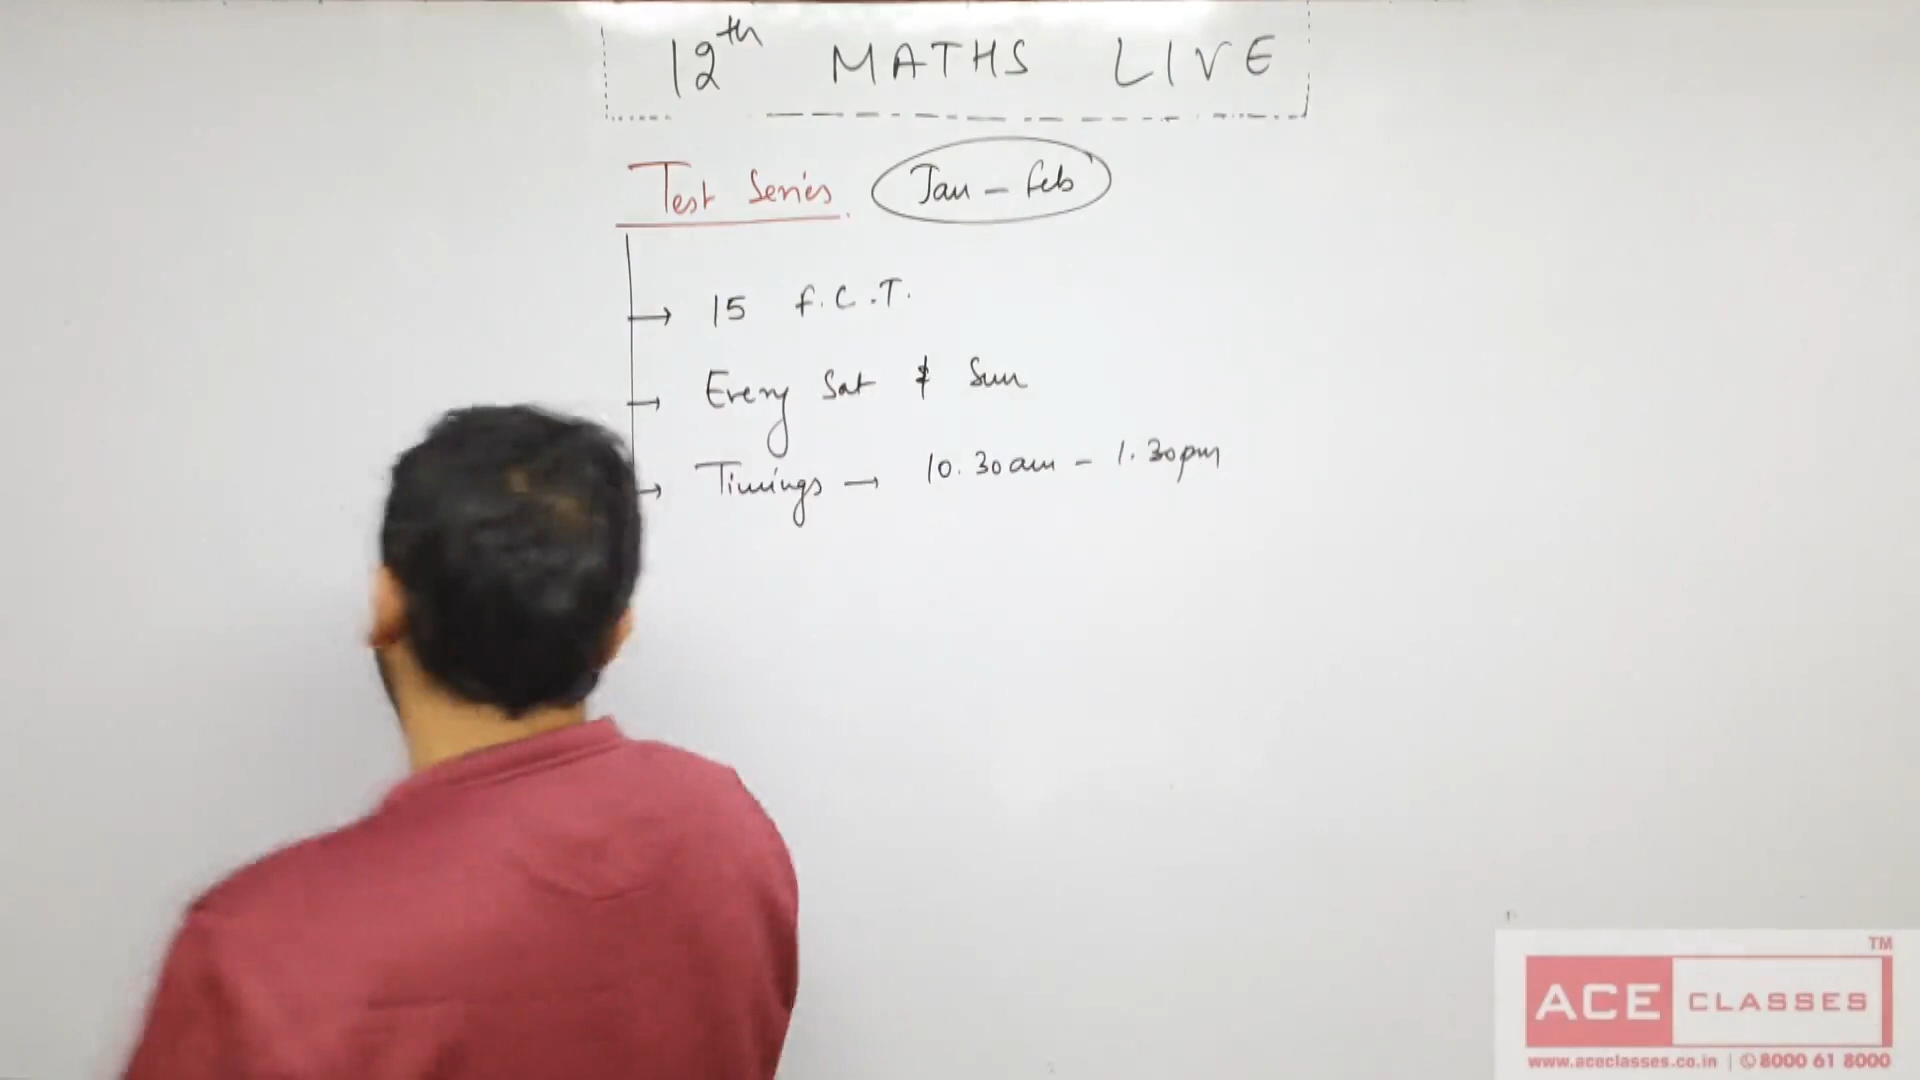 12th MATHS LIVE
Test Series. Jan - Feb
→ 15 F.C.T.
→ Every Sat & Sun
→ Timings → 10.30am - 1.30pm
TM
ACE CLASSES
www.aceclasses.co.in | 8000 61 8000